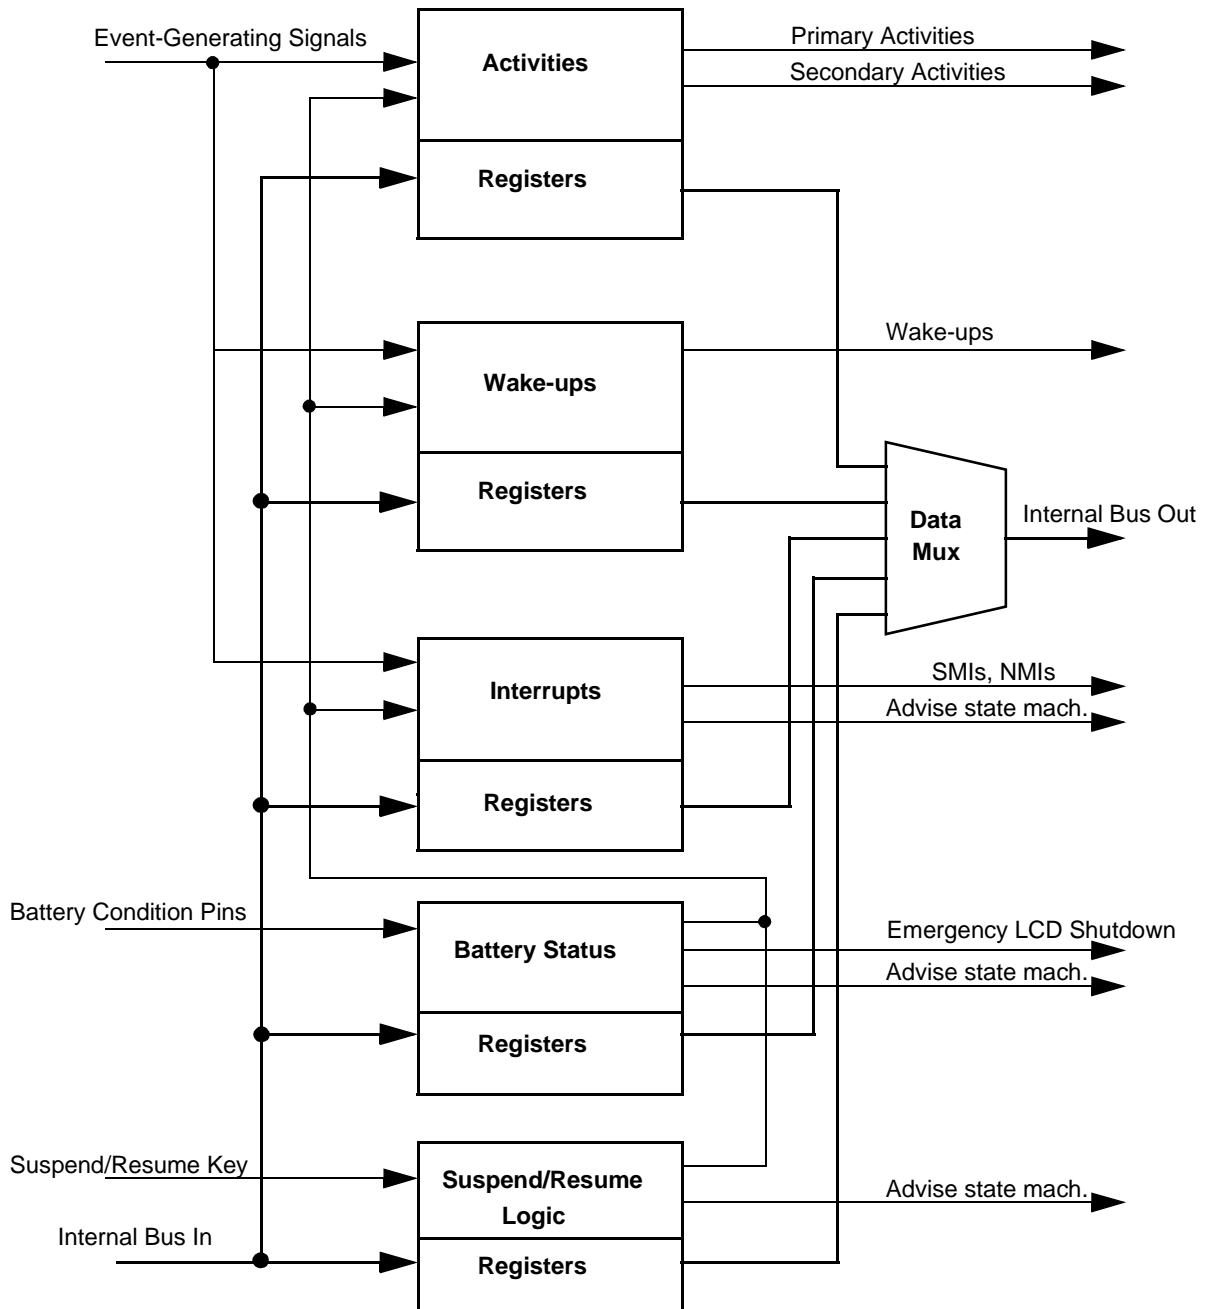 Event-Generating Signals
Activities
Primary Activities
Secondary Activities
Registers
Wake-ups
Wake-ups
Registers
Data
Mux
Internal Bus Out
Interrupts
SMIs, NMIs
Advise state mach.
Registers
Battery Condition Pins
Battery Status
Emergency LCD Shutdown
Advise state mach.
Registers
Suspend/Resume Key
Suspend/Resume
Logic
Advise state mach.
Internal Bus In
Registers